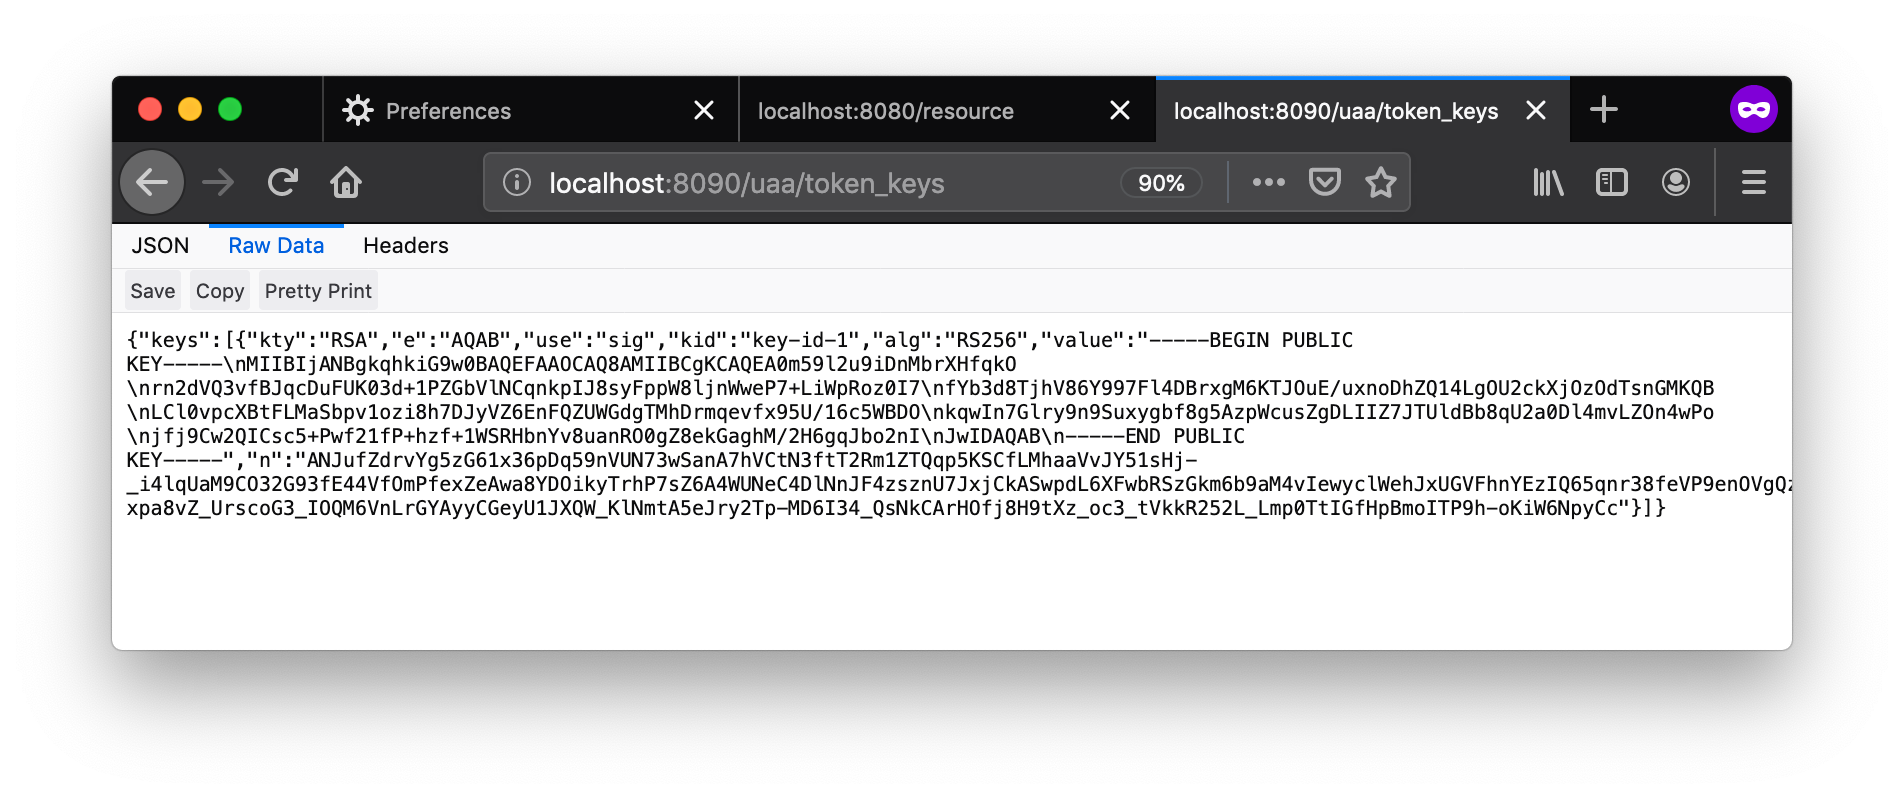 Preferences
localhost:8080/resource
localhost:8090/uaa/token_keys
localhost:8090/uaa/token_keys
90%
JSON Raw Data Headers
Save Copy Pretty Print
{"keys":[{"kty":"RSA","e":"AQAB","use":"sig","kid":"key-id-1","alg":"RS256","value":"-----BEGIN PUBLIC
KEY-----\nMIIBIjANBgkqhkiG9w0BAQEFAAOCAQ8AMIIBCgKCAQEA0m59l2u9iDnMbrXHfqkO
\nrn2dVQ3vfBJqcDuFUK03d+1PZGbVlNCqnkpIJ8syFppW8ljnWweP7+LiWpRoz0I7\nfYb3d8TjhV86Y997Fl4DBrxgM6KTJOuE/uxnoDhZQ14LgOU2ckXjOzOdTsnGMKQB
\nLCl0vpcXBtFLMaSbpv1ozi8h7DJyVZ6EnFQZUWGdgTMhDrmqevfx95U/16c5WBDO\nkqwIn7Glry9n9Suxygbf8g5AzpWcusZgDLIIZ7JTUldBb8qU2a0Dl4mvLZOn4wPo
\njfj9Cw2QICsc5+Pwf21fP+hzf+1WSRHbnYv8uanRO0gZ8ekGaghM/2H6gqJbo2nI\nJwIDAQAB\n-----END PUBLIC
KEY-----","n":"ANJufZdrvYg5zG61x36pDq59nVUN73wSanA7hVCtN3ftT2Rm1ZTQqp5KSCfLMhaaVvJY51sHj-
_i4lqUaM9CO32G93fE44VfOmPfexZeAwa8YDOikyTrhP7sZ6A4WUNeC4DlNnJF4zsznU7JxjCkASwpdL6XFwbRSzGkm6b9aM4vIewyclWehJxUGVFhnYEzIQ65qnr38feVP9enOVgQz
xpa8vZ_UrscoG3_IOQM6VnLrGYAyyCGeyU1JXQW_KlNmtA5eJry2Tp-MD6I34_QsNkCArHOfj8H9tXz_oc3_tVkkR252L_Lmp0TtIGfHpBmoITP9h-oKiW6NpyCc"}]}